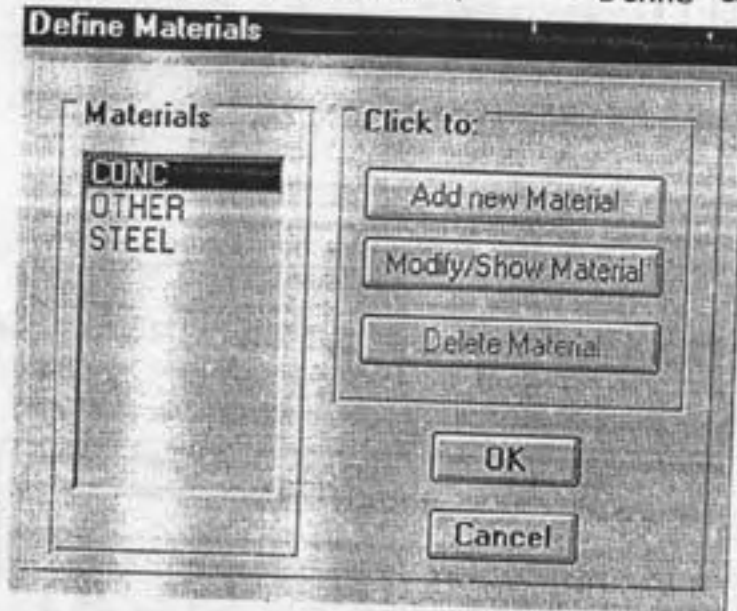 Define Materials
Materials
CONC
OTHER
STEEL
Click to:
Add new Material
Modify/Show Material
Delete Material
OK
Cancel